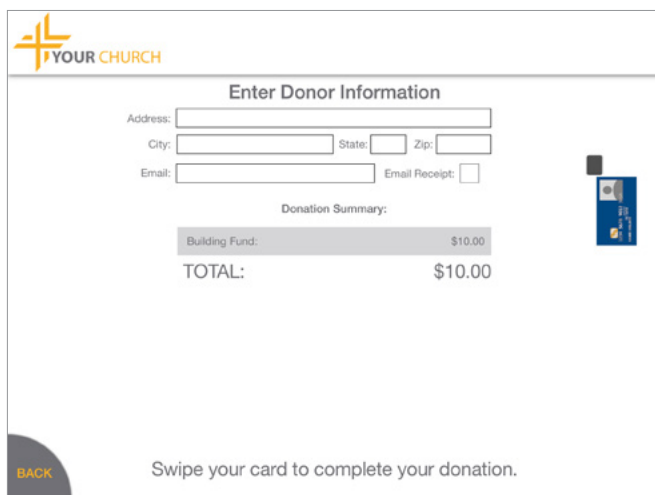 YOUR CHURCH
Enter Donor Information
Address:
City: State: Zip:
Email: Email Receipt:
Donation Summary:
Building Fund: $10.00
TOTAL: $10.00
BACK
Swipe your card to complete your donation.